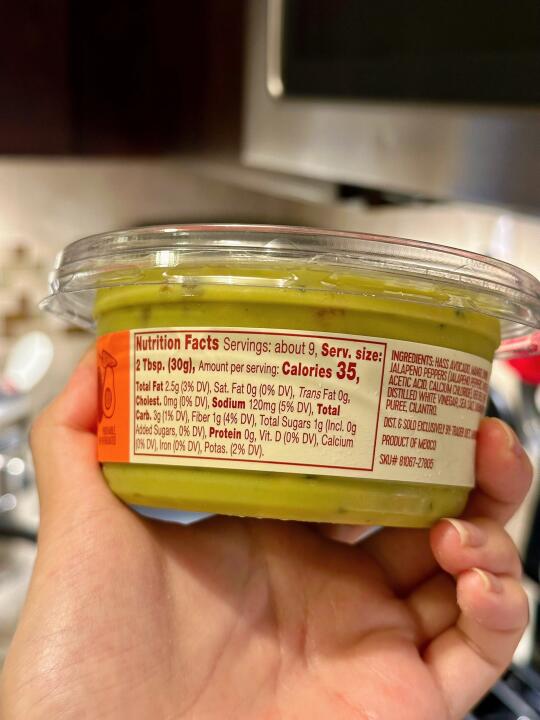 Nutrition Facts Servings: about 9, Serv. size:
2 Tbsp. (30g), Amount per serving: Calories 35,
Total Fat 2.5g (3% DV), Sat. Fat 0g (0% DV), Trans Fat 0g,
Cholest. 0mg (0% DV), Sodium 120mg (5% DV), Total
Carb. 3g (1% DV), Fiber 1g (4% DV), Total Sugars 1g (Incl. 0g
Added Sugars, 0% DV), Protein 0g, Vit. D (0% DV), Calcium
(0% DV), Iron (0% DV), Potas. (2% DV).
INGREDIENTS: HASS AVOCADO, MANGO
JALAPENO PEPPERS (JALAPENO PEPPERS,
ACETIC ACID, CALCIUM CHLORIDE),
DISTILLED WHITE VINEGAR, SEA SALT,
PUREE, CILANTRO.
DIST. & SOLD EXCLUSIVELY BY: TRADER JOE'S,
PRODUCT OF MEXICO
SKU# 81067-27805